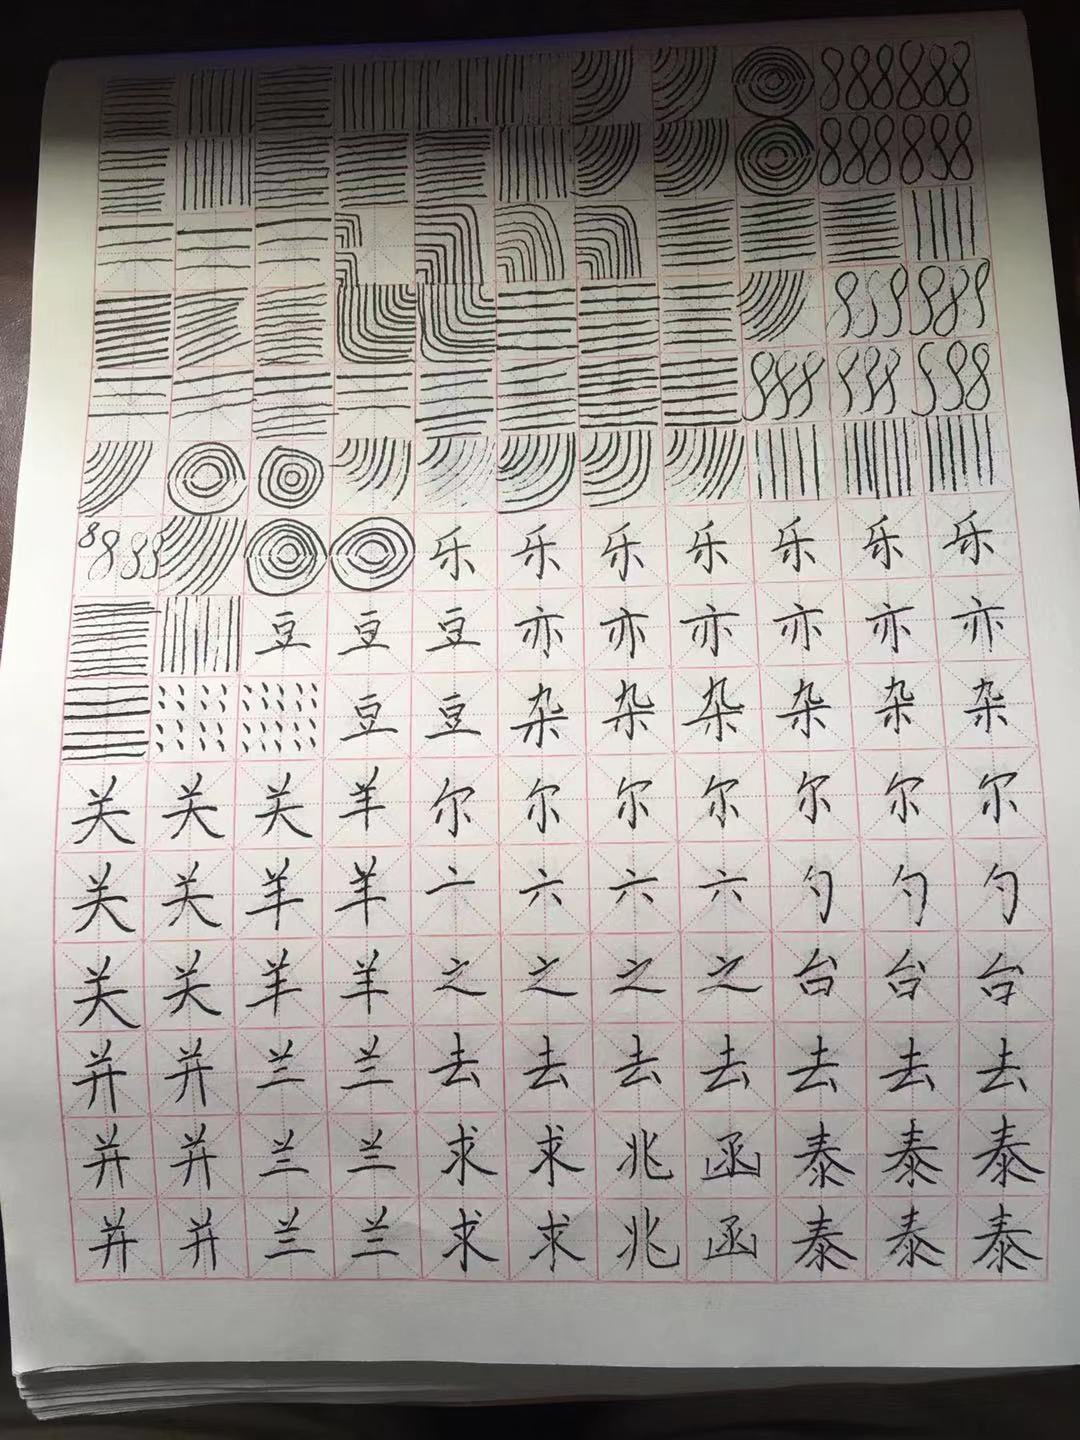 乐乐乐乐乐乐乐
豆豆豆亦亦亦亦亦亦
豆豆杂杂杂杂杂杂
关关关羊尔尔尔尔尔尔尔
关关羊羊亠六六六勺勺勺
关关羊羊之之之之台台台
并并兰兰去去去去去去去
并并兰兰求求兆函泰泰泰
并并兰兰求求兆函泰泰泰